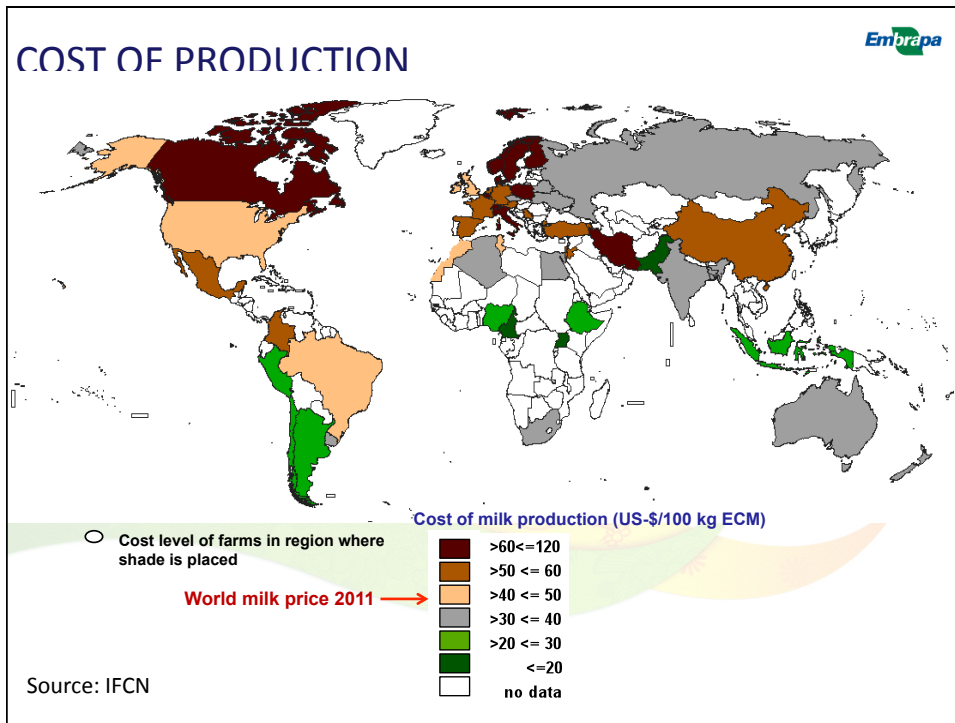 COST OF PRODUCTION
Embrapa
Cost of milk production (US-$/100 kg ECM)
Cost level of farms in region where
shade is placed
World milk price 2011
>60<=120
>50 <= 60
>40 <= 50
>30 <= 40
>20 <= 30
<=20
no data
Source: IFCN